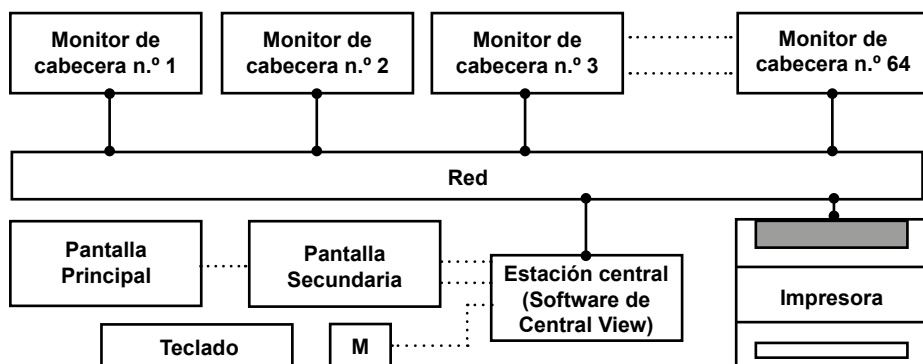 Monitor de
cabecera n.º 1
Monitor de
cabecera n.º 2
Monitor de
cabecera n.º 3
Monitor de
cabecera n.º 64
Red
Pantalla
Principal
Pantalla
Secundaria
Estación central
(Software de
Central View)
Impresora
Teclado
M